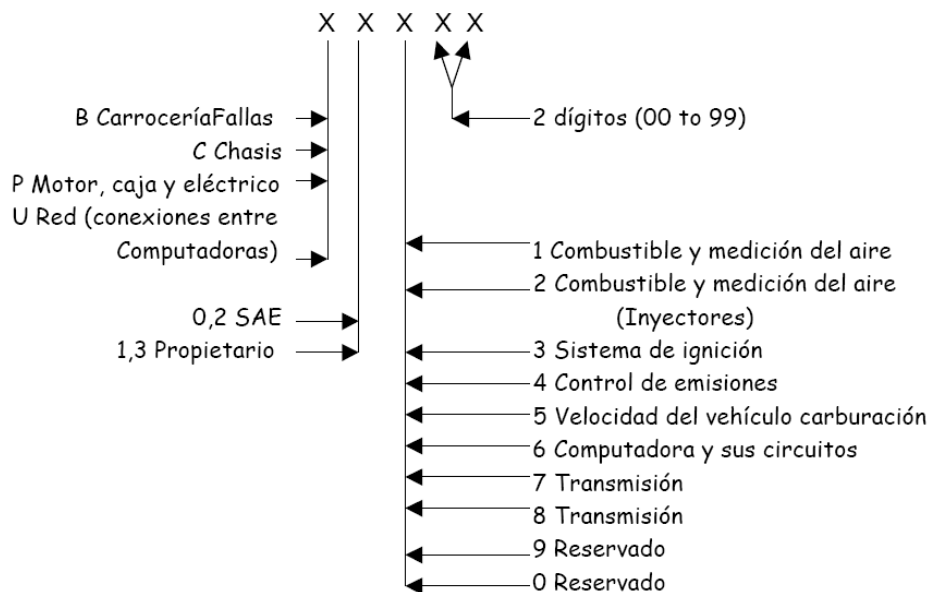 X X X X X
B CarroceríaFallas
C Chasis
P Motor, caja y eléctrico
U Red (conexiones entre
Computadoras)
0,2 SAE
1,3 Propietario
2 dígitos (00 to 99)
1 Combustible y medición del aire
2 Combustible y medición del aire
(Inyectores)
3 Sistema de ignición
4 Control de emisiones
5 Velocidad del vehículo carburación
6 Computadora y sus circuitos
7 Transmisión
8 Transmisión
9 Reservado
0 Reservado